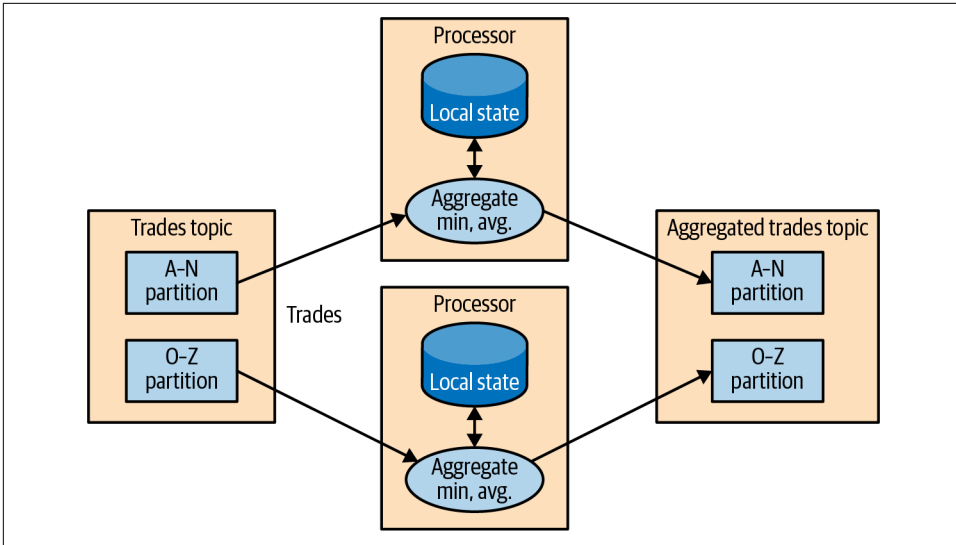 Processor
Local state
Aggregate
min, avg.
Trades topic
A–N
partition
O–Z
partition
Trades
Processor
Local state
Aggregate
min, avg.
Aggregated trades topic
A–N
partition
O–Z
partition